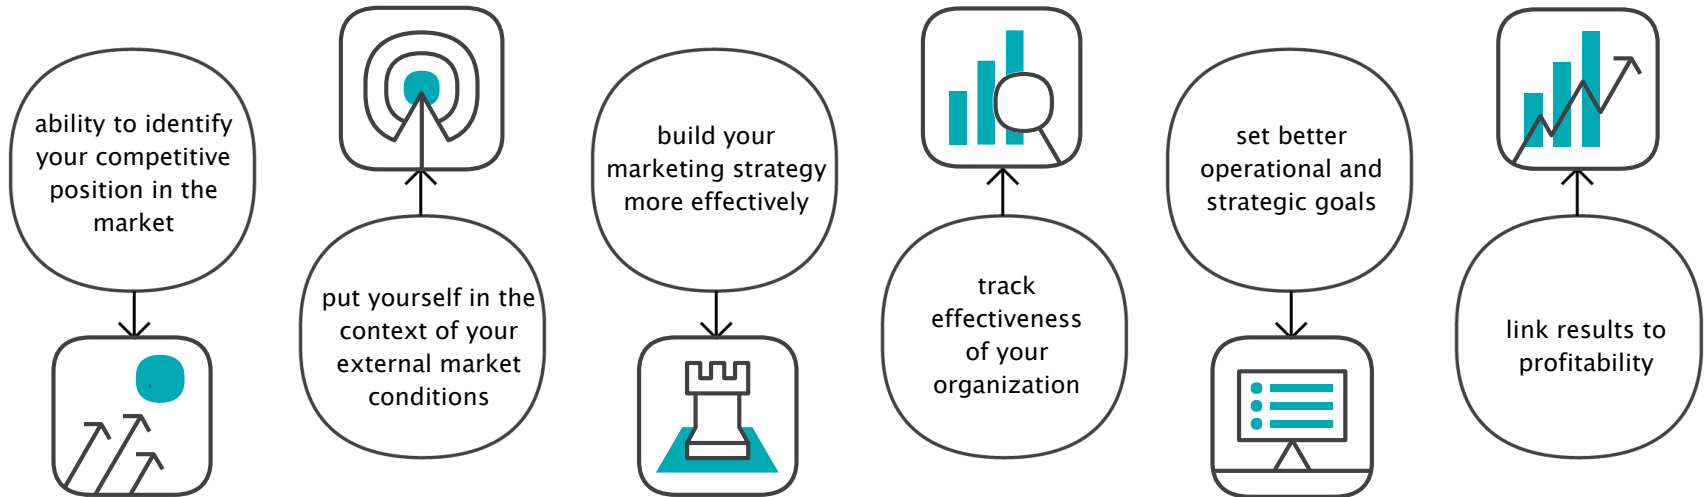 ability to identify
your competitive
position in the
market
put yourself in the
context of your
external market
conditions
build your
marketing strategy
more effectively
track
effectiveness
of your
organization
set better
operational and
strategic goals
link results to
profitability